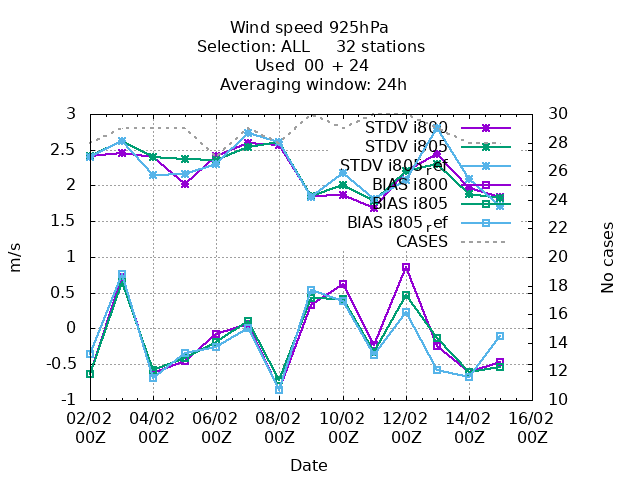 Wind speed 925hPa
Selection: ALL 32 stations
Used 00 + 24
Averaging window: 24h
3
2.5
2
1.5
1
0.5
0
-0.5
-1
30
28
26
24
22
20
18
16
14
12
10
m/s
No cases
STDV i800
STDV i805
STDV i805ref
BIAS i800
BIAS i805
BIAS i805ref
CASES
02/02 04/02 06/02 08/02 10/02 12/02 14/02 16/02
00Z 00Z 00Z 00Z 00Z 00Z 00Z 00Z
Date